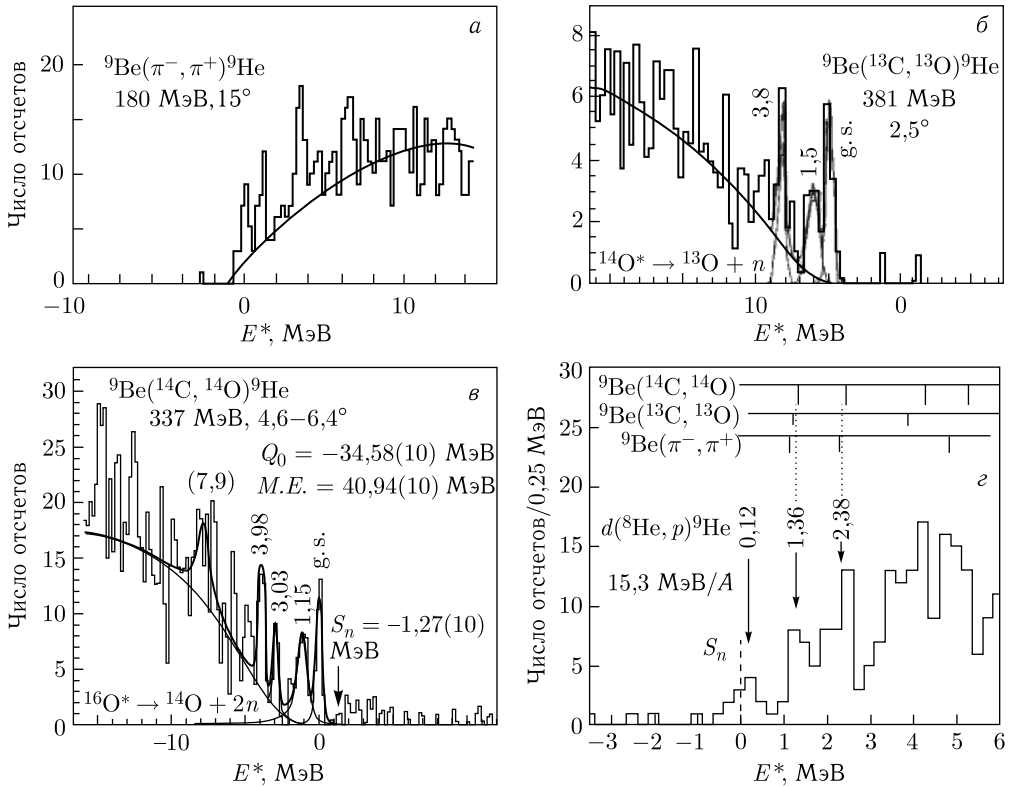 а
20
10
0
Число отсчетов
⁹Be(π⁻, π⁺)⁹He
180 МэВ, 15°
−10
0
10
E*, МэВ
б
8
6
4
2
0
Число отсчетов
⁹Be(¹³C, ¹³O)⁹He
381 МэВ
2,5°
3,8
1,5
g. s.
¹⁴O* → ¹³O + n
10
0
E*, МэВ
в
30
25
20
15
10
5
0
Число отсчетов
⁹Be(¹⁴C, ¹⁴O)⁹He
337 МэВ, 4,6−6,4°
Q₀ = −34,58(10) МэВ
M.E. = 40,94(10) МэВ
(7,9)
3,98
3,03
1,15
g. s.
Sₙ = −1,27(10)
МэВ
¹⁶O* → ¹⁴O + 2n
−10
0
E*, МэВ
г
30
25
20
15
10
5
0
Число отсчетов/0,25 МэВ
⁹Be(¹⁴C, ¹⁴O)
⁹Be(¹³C, ¹³O)
⁹Be(π⁻, π⁺)
d(⁸He, p)⁹He
0,12
1,36
2,38
15,3 МэВ/A
Sₙ
−3 −2 −1 0 1 2 3 4 5 6
E*, МэВ